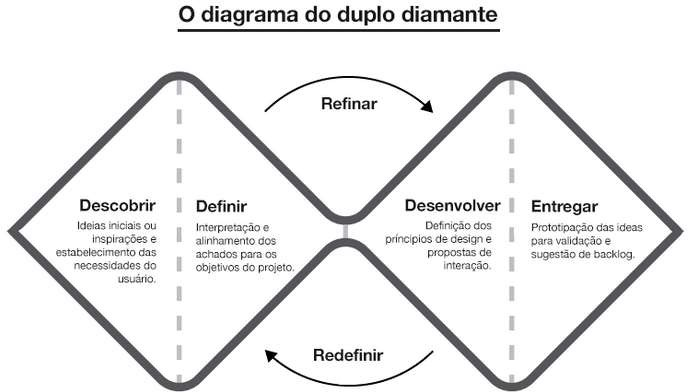 O diagrama do duplo diamante
Refinar
Descobrir
Ideias iniciais ou
inspirações e
estabelecimento das
necessidades do
usuário.
Definir
Interpretação e
alinhamento dos
achados para os
objetivos do projeto.
Desenvolver
Definição dos
príncipios de design e
propostas de
interação.
Entregar
Prototipação das ideias
para validação e
sugestão de backlog.
Redefinir